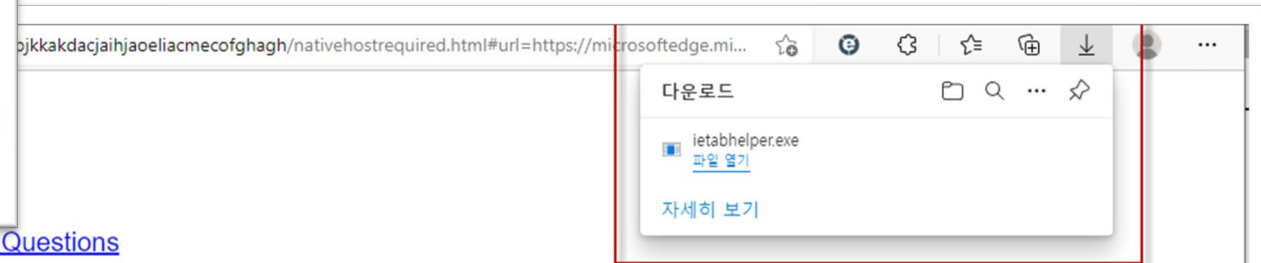 ojkkakdacjaihjaoeliacmecofghagh/nativehostrequired.html#url=https://microsoftedge.mi...
다운로드
ietabhelper.exe
파일 열기
자세히 보기
Questions